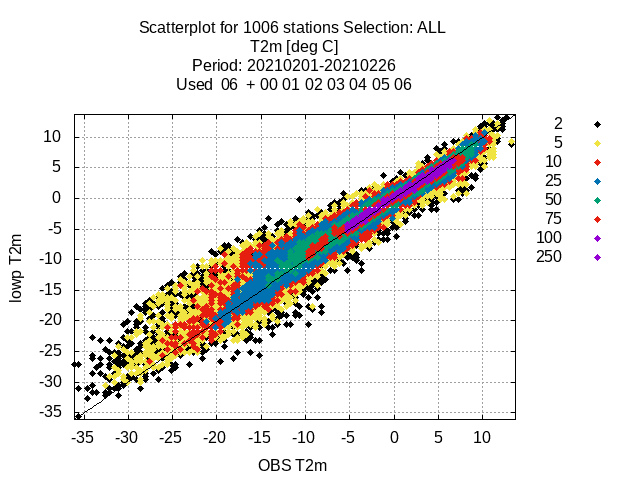 Scatterplot for 1006 stations Selection: ALL
T2m [deg C]
Period: 20210201-20210226
Used 06 + 00 01 02 03 04 05 06
2
5
10
25
50
75
100
250
10
5
0
-5
-10
-15
-20
-25
-30
-35
lowp T2m
-35 -30 -25 -20 -15 -10 -5 0 5 10
OBS T2m